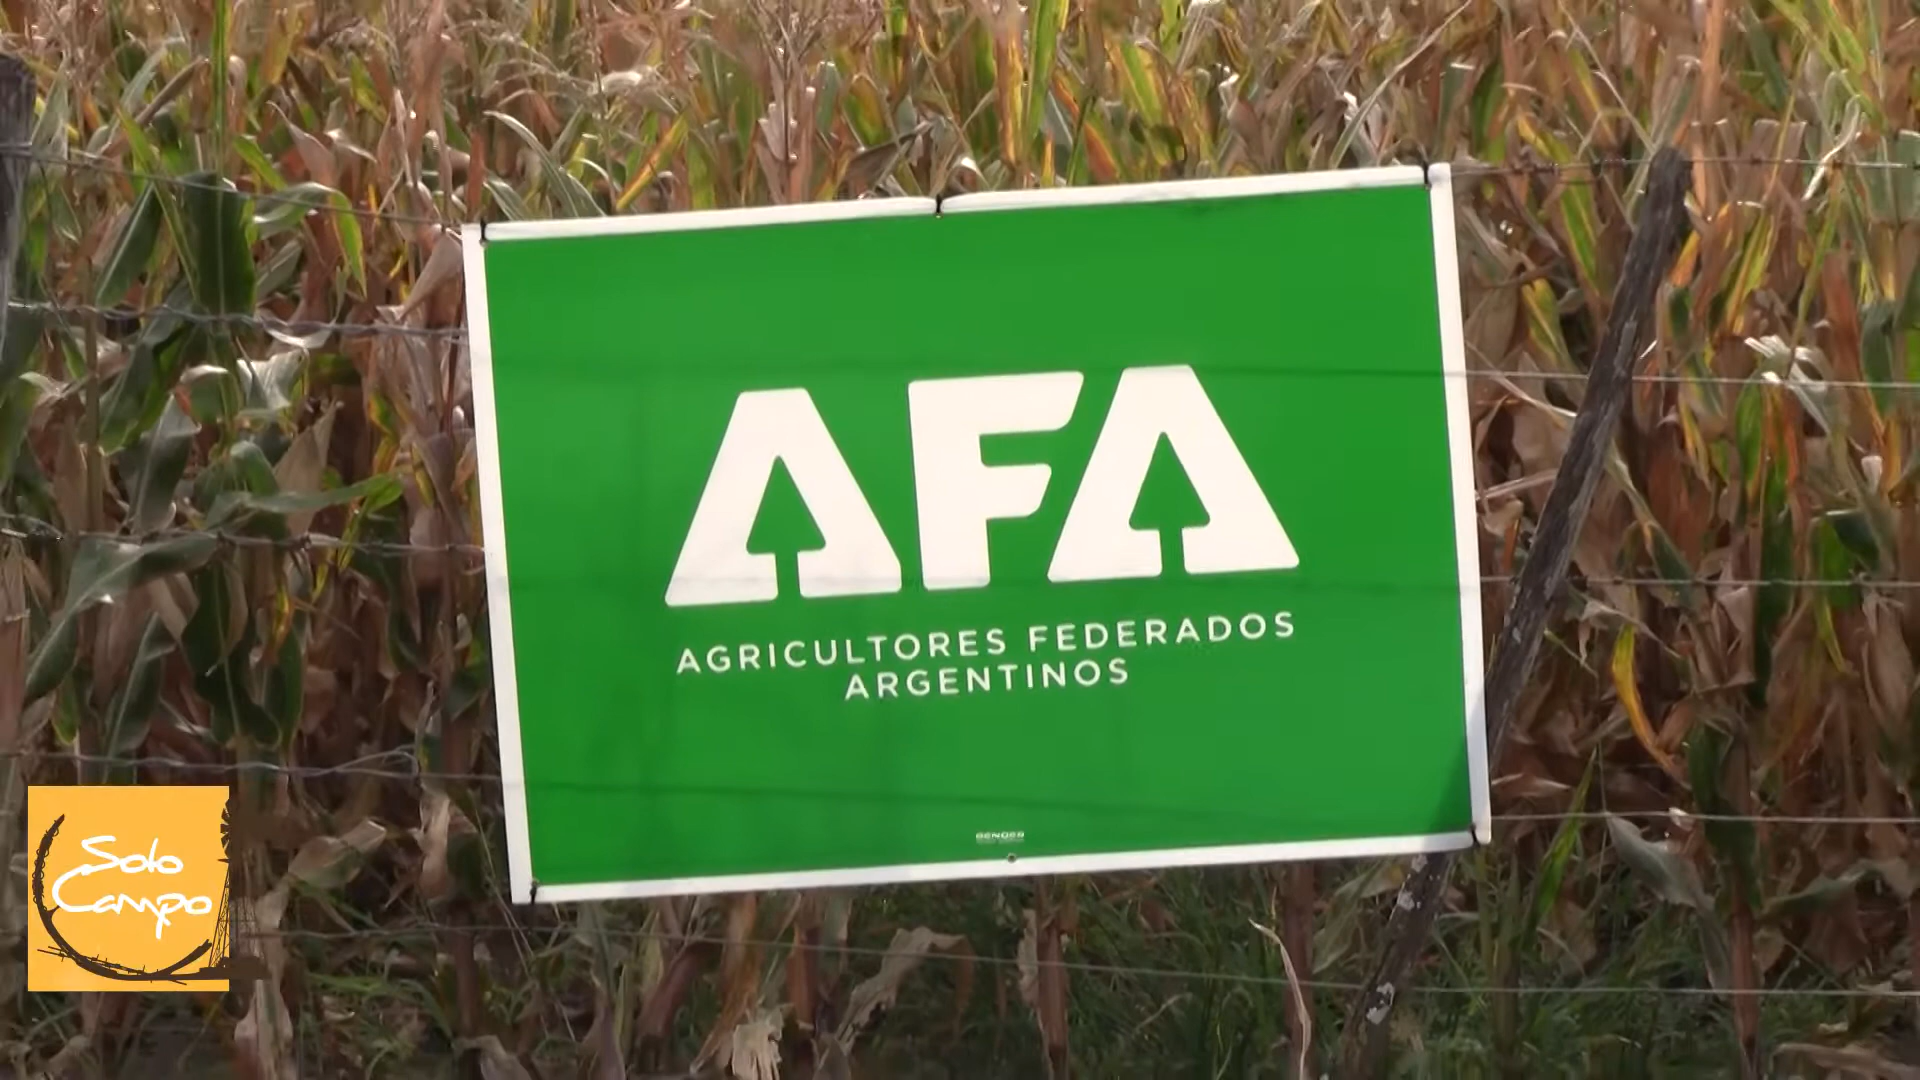 AFA
AGRICULTORES FEDERADOS
ARGENTINOS
Solo
Campo